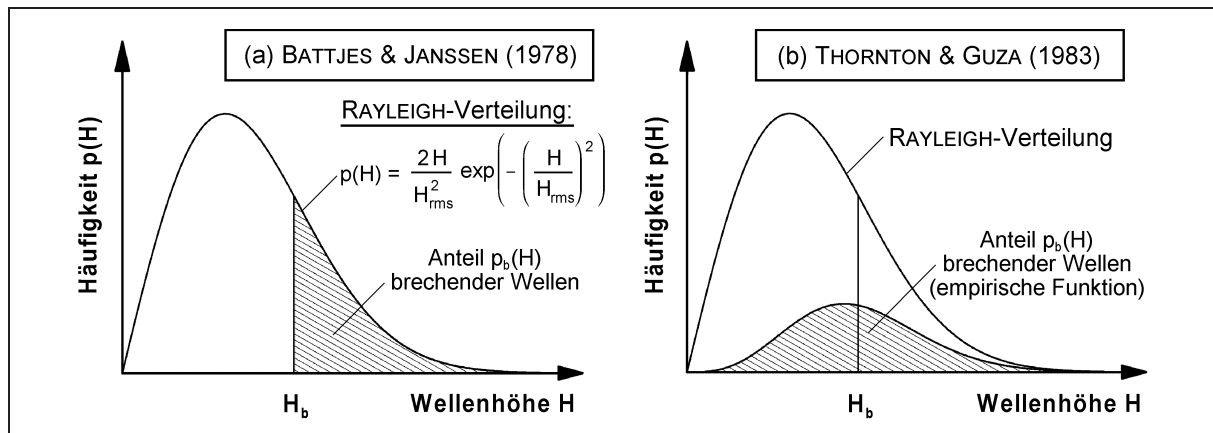 (a) BATTJES & JANSSEN (1978)
RAYLEIGH-Verteilung:
p(H) = 2H / H²rms exp(-(H / Hrms)²)
Anteil pb(H)
brechender Wellen
Häufigkeit p(H)
Hb
Wellenhöhe H
(b) THORNTON & GUZA (1983)
RAYLEIGH-Verteilung
Anteil pb(H)
brechender Wellen
(empirische Funktion)
Häufigkeit p(H)
Hb
Wellenhöhe H